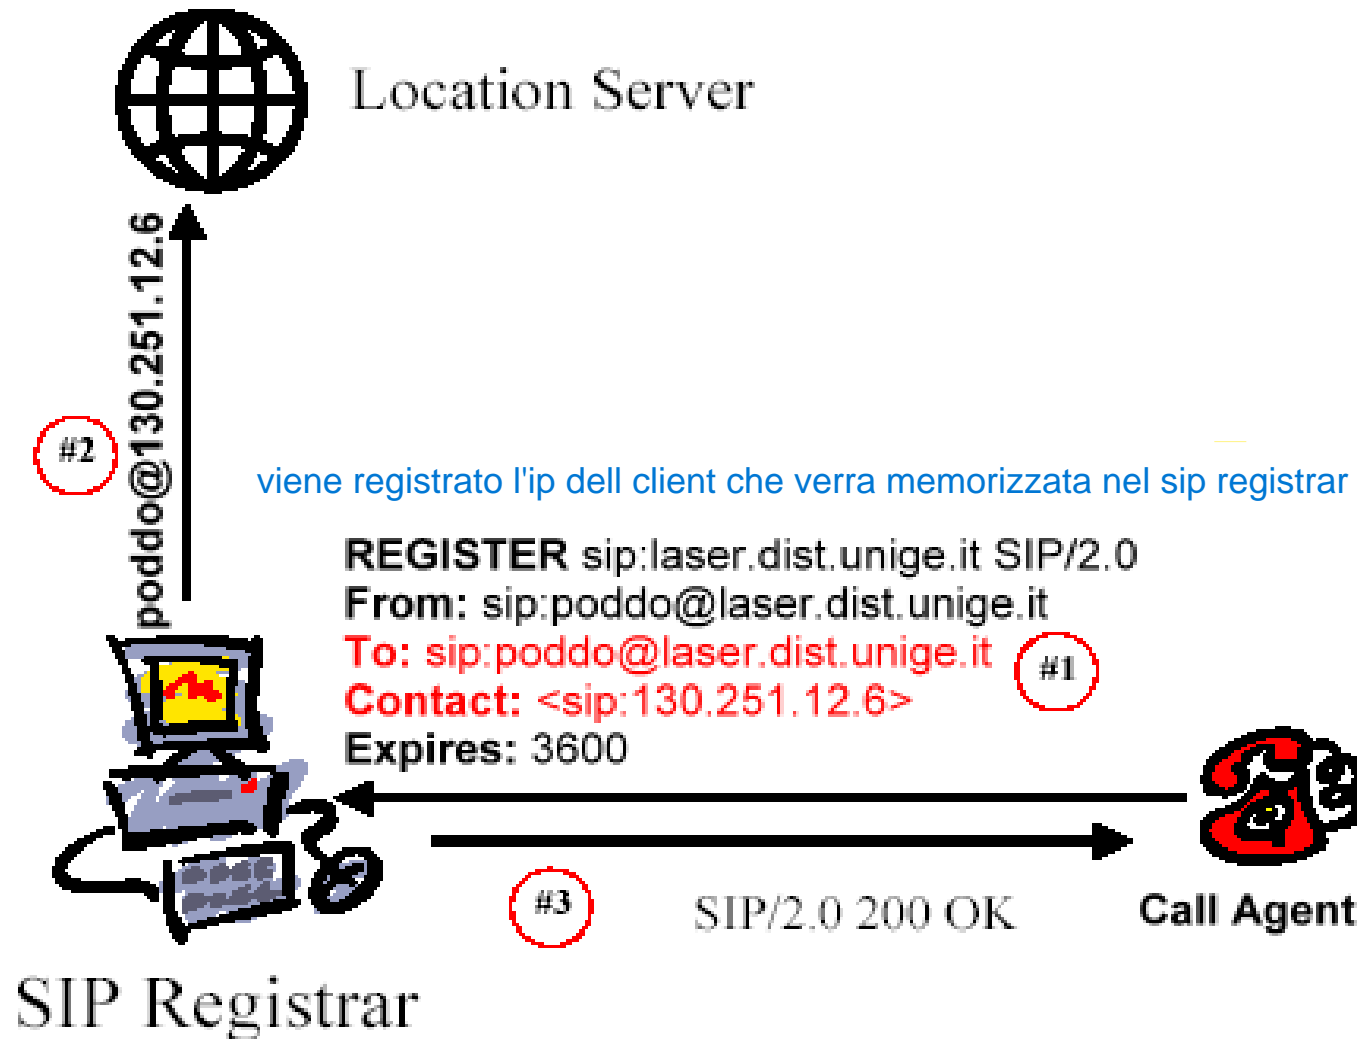 Location Server
poddo@130.251.12.6
#2
viene registrato l'ip dell client che verra memorizzata nel sip registrar
REGISTER sip:laser.dist.unige.it SIP/2.0
From: sip:poddo@laser.dist.unige.it
To: sip:poddo@laser.dist.unige.it
#1
Contact: <sip:130.251.12.6>
Expires: 3600
#3
SIP/2.0 200 OK
Call Agent
SIP Registrar